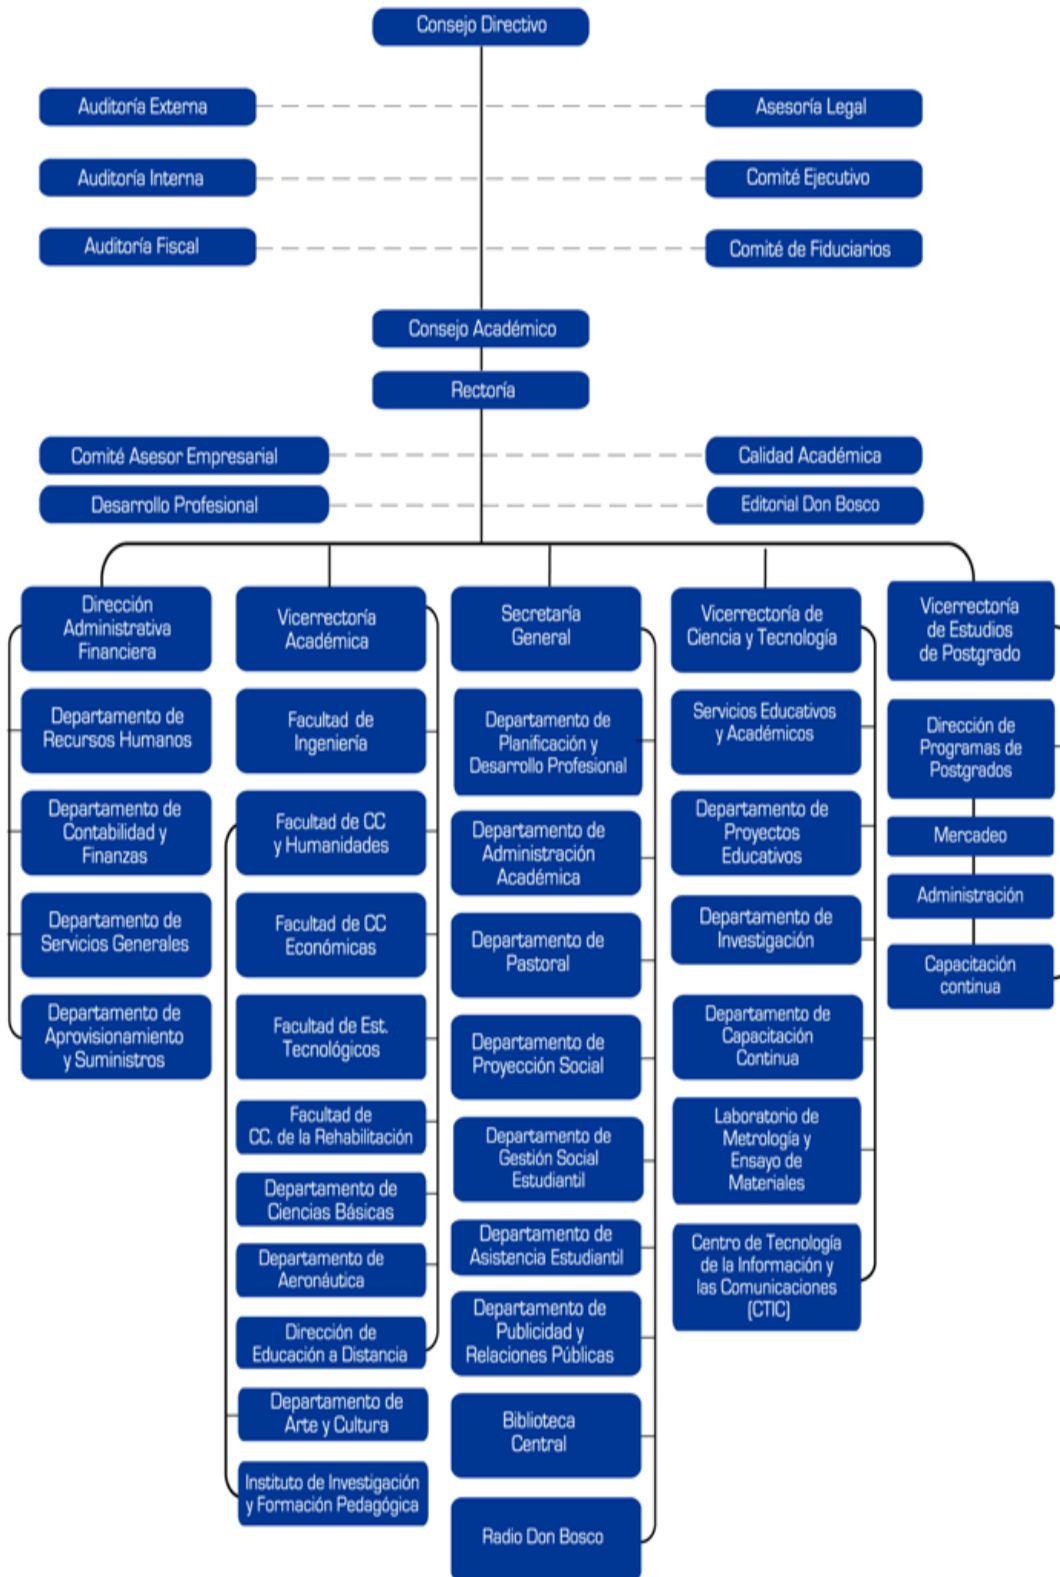 Consejo Directivo
Auditoría Externa
Asesoría Legal
Auditoría Interna
Comité Ejecutivo
Auditoría Fiscal
Comité de Fiduciarios
Consejo Académico
Rectoría
Comité Asesor Empresarial
Calidad Académica
Desarrollo Profesional
Editorial Don Bosco
Dirección
Administrativa
Financiera
Departamento de
Recursos Humanos
Departamento de
Contabilidad y
Finanzas
Departamento de
Servicios Generales
Departamento de
Aprovisionamiento
y Suministros
Vicerrectoría
Académica
Facultad de
Ingeniería
Facultad de CC
y Humanidades
Facultad de CC
Económicas
Facultad de Est.
Tecnológicos
Facultad de
CC. de la Rehabilitación
Departamento de
Ciencias Básicas
Departamento de
Aeronáutica
Dirección de
Educación a Distancia
Departamento de
Arte y Cultura
Instituto de Investigación
y Formación Pedagógica
Secretaría
General
Departamento de
Planificación y
Desarrollo Profesional
Departamento de
Administración
Académica
Departamento de
Pastoral
Departamento de
Proyección Social
Departamento de
Gestión Social
Estudiantil
Departamento de
Asistencia Estudiantil
Departamento de
Publicidad y
Relaciones Públicas
Biblioteca
Central
Radio Don Bosco
Vicerrectoría de
Ciencia y Tecnología
Servicios Educativos
y Académicos
Departamento de
Proyectos
Educativos
Departamento de
Investigación
Departamento de
Capacitación
Continua
Laboratorio de
Metrología y
Ensayo de
Materiales
Centro de Tecnología
de la Información y
las Comunicaciones
(CTIC)
Vicerrectoría
de Estudios
de Postgrado
Dirección de
Programas de
Postgrados
Mercadeo
Administración
Capacitación
continua